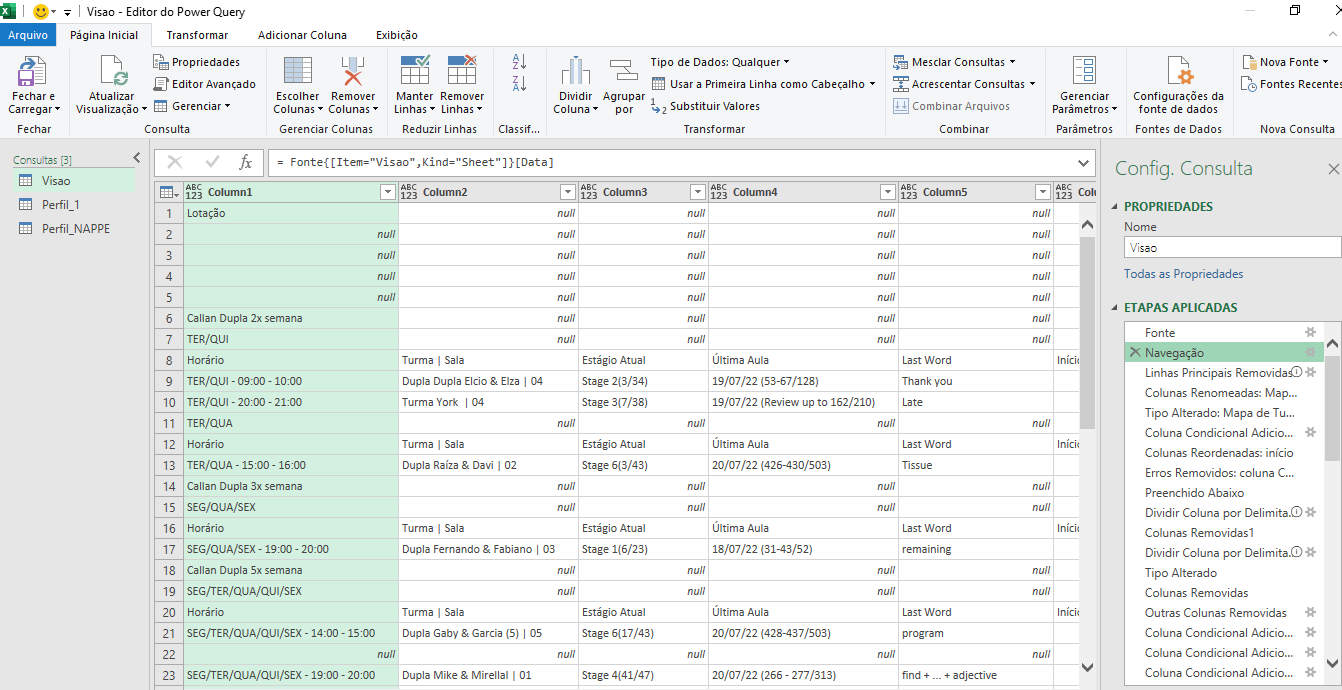 Visao - Editor do Power Query
Arquivo Página Inicial Transformar Adicionar Coluna Exibição
Fechar e Carregar
Fechar
Atualizar Visualização
Propriedades
Editor Avançado
Gerenciar
Consulta
Escolher Colunas
Remover Colunas
Gerenciar Colunas
Manter Linhas
Remover Linhas
Reduzir Linhas
Classif...
Dividir Coluna
Agrupar por
Tipo de Dados: Qualquer
Usar a Primeira Linha como Cabeçalho
Substituir Valores
Transformar
Mesclar Consultas
Acrescentar Consultas
Combinar Arquivos
Combinar
Gerenciar Parâmetros
Parâmetros
Configurações da fonte de dados
Fontes de Dados
Nova Fonte
Fontes Recentes
Nova Consulta
Consultas [3]
Visao
Perfil_1
Perfil_NAPPE
fx = Fonte{[Item="Visao",Kind="Sheet"]}[Data]
ABC 123 Column1 ABC 123 Column2 ABC 123 Column3 ABC 123 Column4 ABC 123 Column5 ABC 123
1 Lotação null null null null
2 null null null null null
3 null null null null null
4 null null null null null
5 null null null null null
6 Callan Dupla 2x semana null null null null
7 TER/QUI null null null null
8 Horário Turma | Sala Estágio Atual Última Aula Last Word
9 TER/QUI - 09:00 - 10:00 Dupla Dupla Elcio & Elza | 04 Stage 2(3/34) 19/07/22 (53-67/128) Thank you
10 TER/QUI - 20:00 - 21:00 Turma York | 04 Stage 3(7/38) 19/07/22 (Review up to 162/210) Late
11 TER/QUA null null null null
12 Horário Turma | Sala Estágio Atual Última Aula Last Word
13 TER/QUA - 15:00 - 16:00 Dupla Raíza & Davi | 02 Stage 6(3/43) 20/07/22 (426-430/503) Tissue
14 Callan Dupla 3x semana null null null null
15 SEG/QUA/SEX null null null null
16 Horário Turma | Sala Estágio Atual Última Aula Last Word
17 SEG/QUA/SEX - 19:00 - 20:00 Dupla Fernando & Fabiano | 03 Stage 1(6/23) 18/07/22 (31-43/52) remaining
18 Callan Dupla 5x semana null null null null
19 SEG/TER/QUA/QUI/SEX null null null null
20 Horário Turma | Sala Estágio Atual Última Aula Last Word
21 SEG/TER/QUA/QUI/SEX - 14:00 - 15:00 Dupla Gaby & Garcia (5) | 05 Stage 6(17/43) 20/07/22 (428-437/503) program
22 null null null null null
23 SEG/TER/QUA/QUI/SEX - 19:00 - 20:00 Dupla Mike & Mirellal | 01 Stage 4(41/47) 20/07/22 (266 - 277/313) find + ... + adjective
Config. Consulta
PROPRIEDADES
Nome
Visao
Todas as Propriedades
ETAPAS APLICADAS
Fonte
Navegação
Linhas Principais Removidas
Colunas Renomeadas: Map...
Tipo Alterado: Mapa de Tu...
Coluna Condicional Adicio...
Colunas Reordenadas: início
Erros Removidos: coluna C...
Preenchido Abaixo
Dividir Coluna por Delimita...
Colunas Removidas1
Dividir Coluna por Delimita...
Tipo Alterado
Colunas Removidas
Outras Colunas Removidas
Coluna Condicional Adicio...
Coluna Condicional Adicio...
Coluna Condicional Adicio...